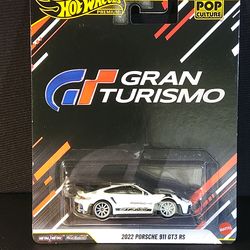 HOT WHEELS
PREMIUM
POP
CULTURE
GRAN
TURISMO
2022 PORSCHE 911 GT3 RS